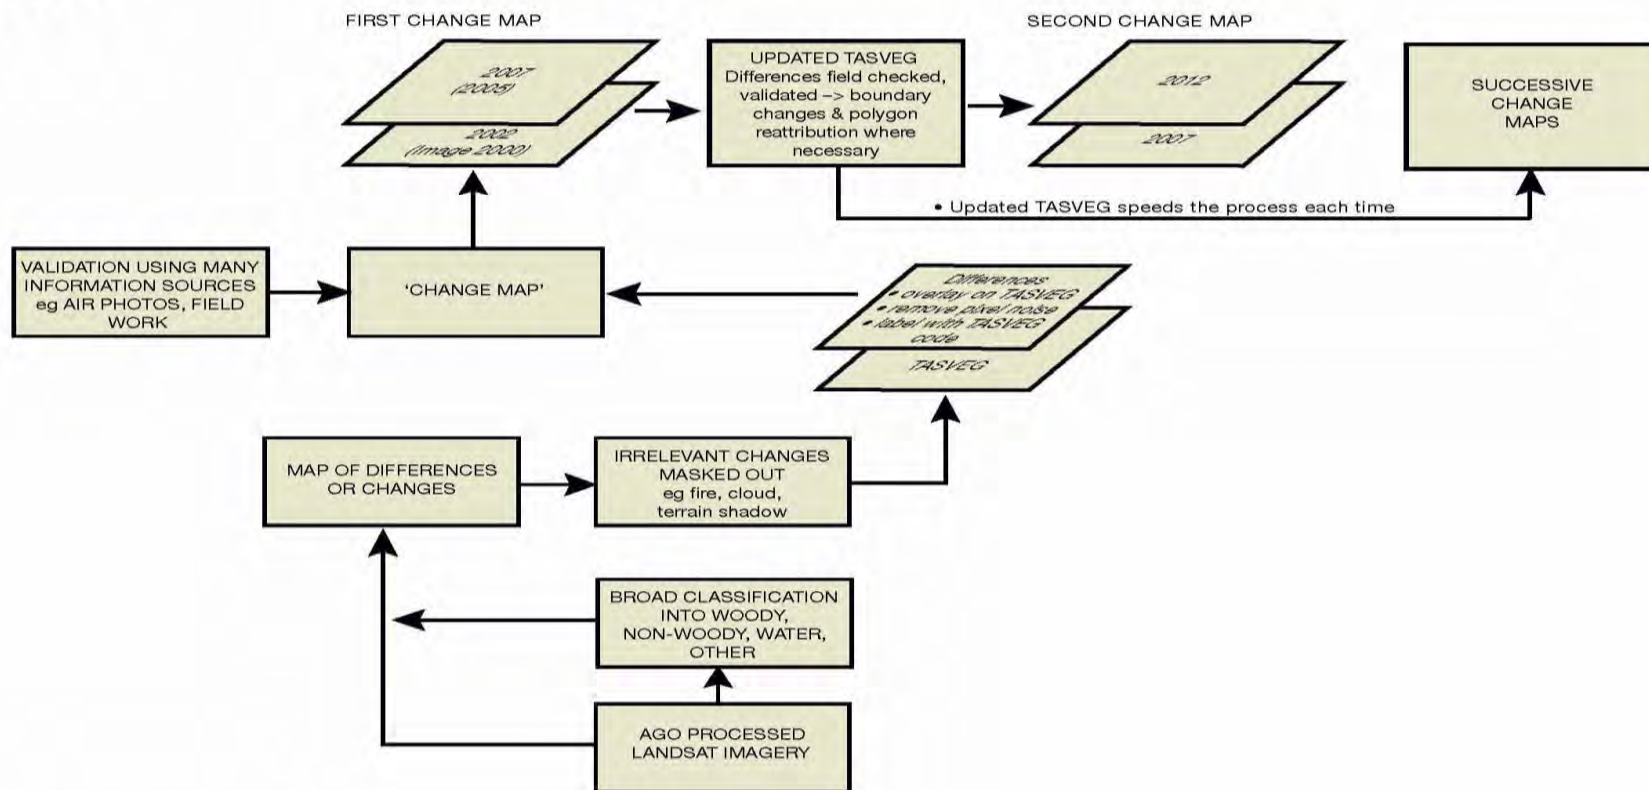 FIRST CHANGE MAP
2007
(2005)
2002
(Image 2000)
UPDATED TASVEG
Differences field checked,
validated –> boundary
changes & polygon
reattribution where
necessary
SECOND CHANGE MAP
2012
2007
SUCCESSIVE
CHANGE
MAPS
• Updated TASVEG speeds the process each time
VALIDATION USING MANY
INFORMATION SOURCES
eg AIR PHOTOS, FIELD
WORK
‘CHANGE MAP’
Differences
• overlay on TASVEG
• remove pixel noise
• label with TASVEG
code
TASVEG
MAP OF DIFFERENCES
OR CHANGES
IRRELEVANT CHANGES
MASKED OUT
eg fire, cloud,
terrain shadow
BROAD CLASSIFICATION
INTO WOODY,
NON-WOODY, WATER,
OTHER
AGO PROCESSED
LANDSAT IMAGERY